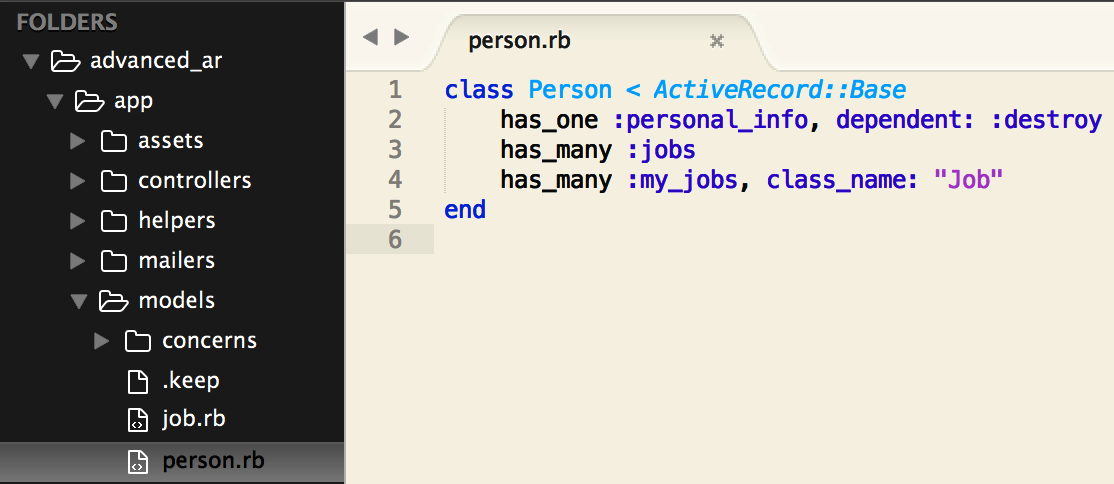 FOLDERS
advanced_ar
app
assets
controllers
helpers
mailers
models
concerns
.keep
job.rb
person.rb
person.rb
1 class Person < ActiveRecord::Base
2 has_one :personal_info, dependent: :destroy
3 has_many :jobs
4 has_many :my_jobs, class_name: "Job"
5 end
6